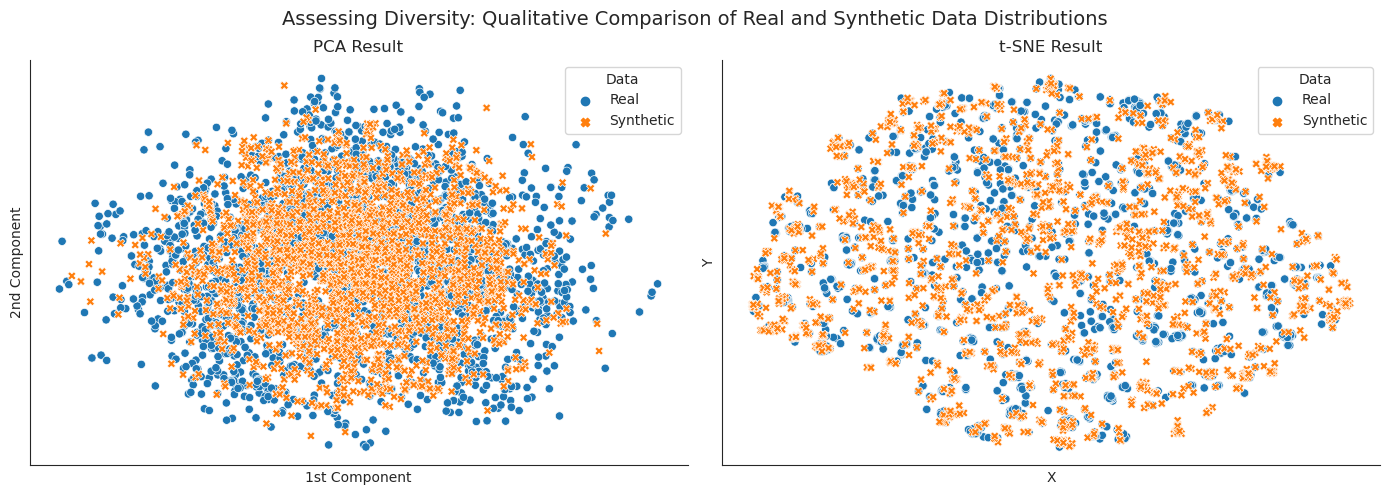 Assessing Diversity: Qualitative Comparison of Real and Synthetic Data Distributions
PCA Result
Data
Real
Synthetic
2nd Component
1st Component
t-SNE Result
Data
Real
Synthetic
Y
X